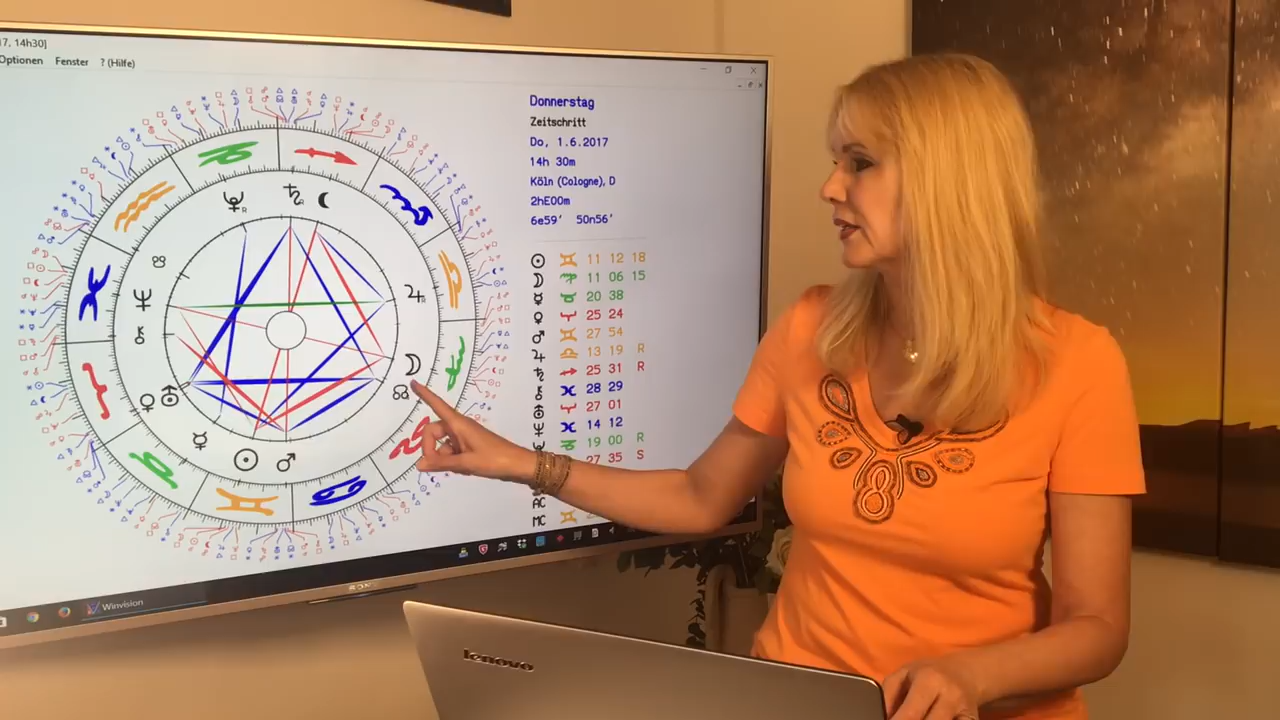 17, 14h30]
Optionen Fenster ? (Hilfe)
Donnerstag
Zeitschritt
Do, 1.6.2017
14h 30m
Köln (Cologne), D
2hE00m
6e59' 50n56'
11 12 18
11 06 15
20 38
25 24
27 54
13 19 R
25 31 R
28 29
27 01
14 12
19 00 R
27 35 S
AC
MC
SONY
Winvision
lenovo